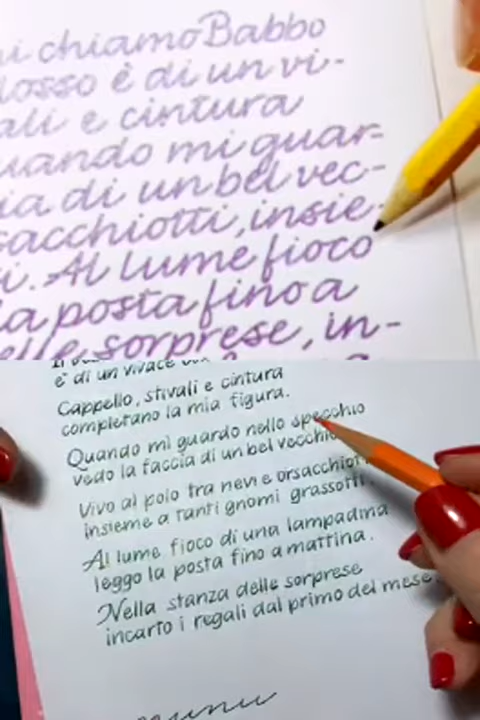 mi chiamo Babbo
dosso è di un vi-
ali e cintura
uando mi guar-
ia di un bel vec-
sacchiotti, insie-
i. Al lume fioco
la posta fino a
elle sorprese, in-
è di un vivace
Cappello, stivali e cintura
completano la mia figura.
Quando mi guardo nello specchio
vedo la faccia di un bel vecchio
Vivo al polo tra nevi e orsacchiotti
insieme a tanti gnomi grassotti.
Al lume fioco di una lampadina
leggo la posta fino a mattina.
Nella stanza delle sorprese
incarto i regali dal primo del mese.